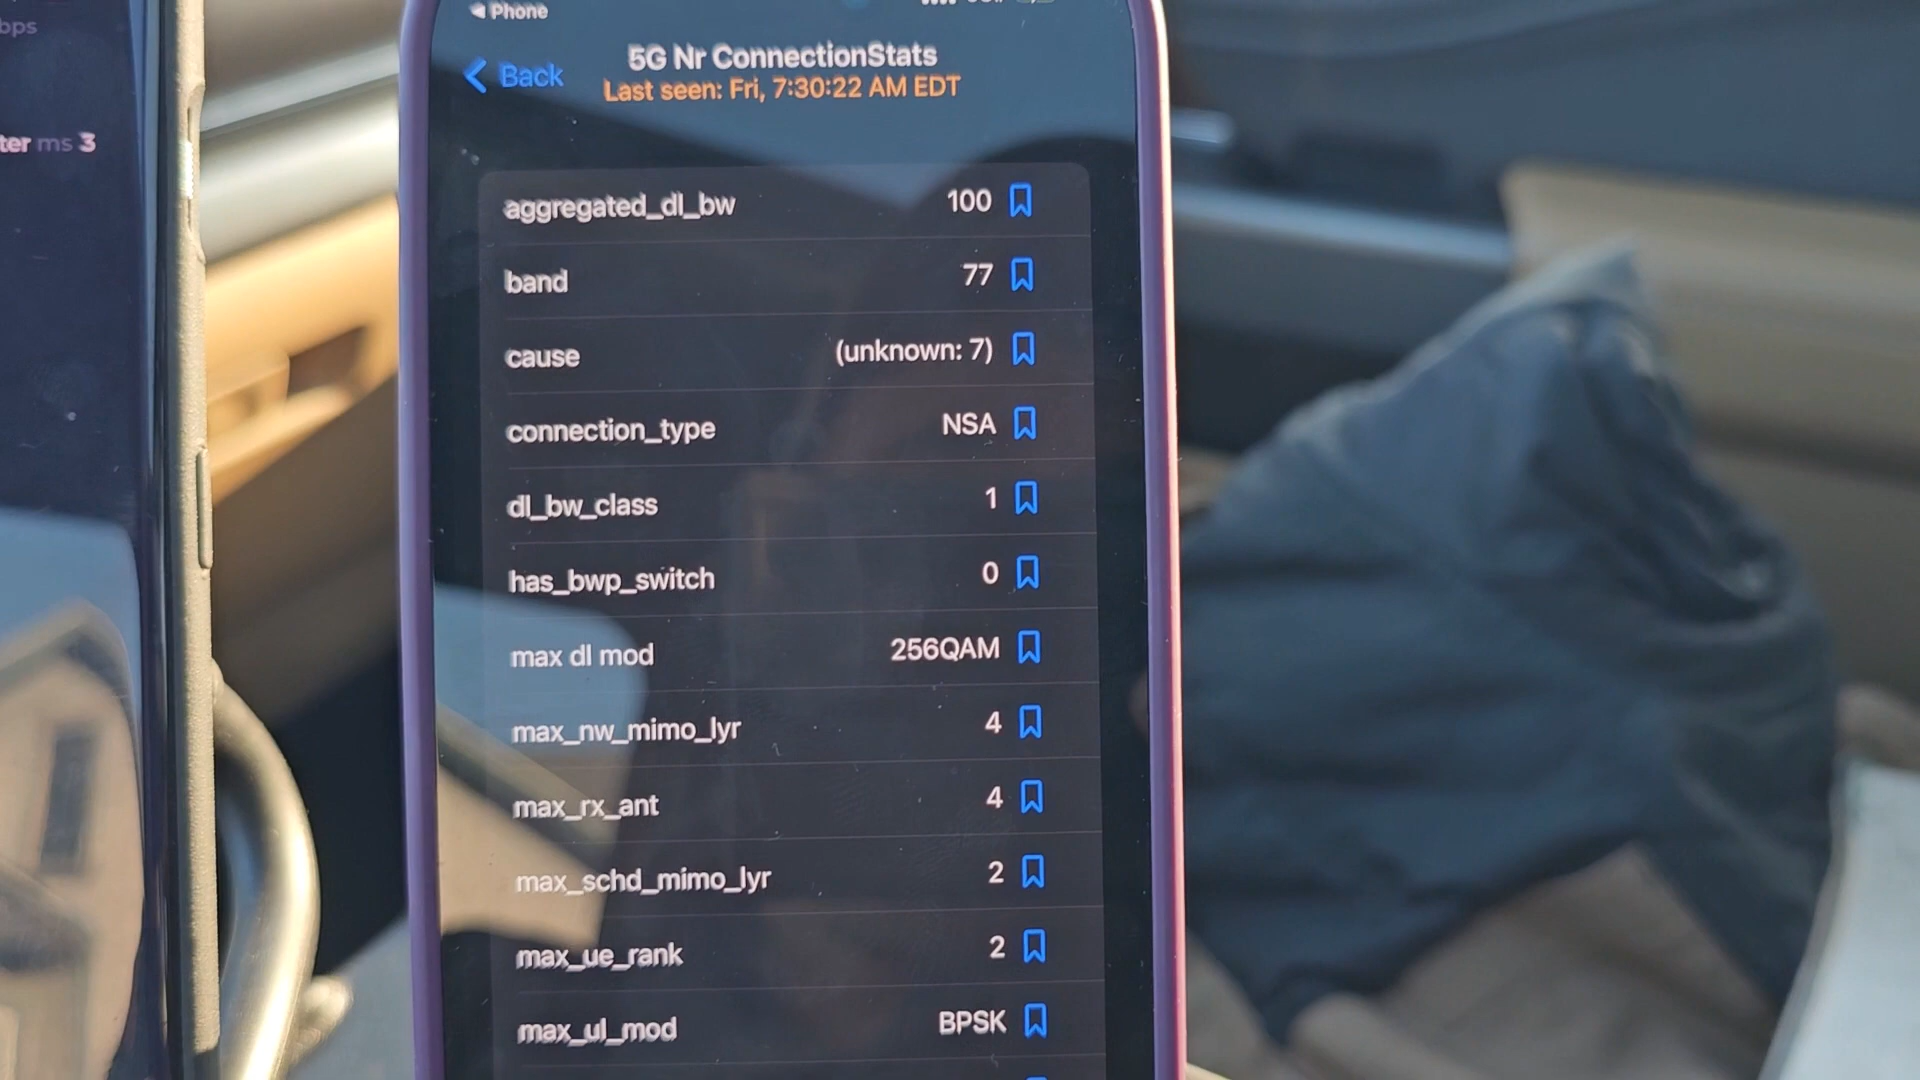 bps
ter ms 3
◀ Phone
Back
5G Nr ConnectionStats
Last seen: Fri, 7:30:22 AM EDT
aggregated_dl_bw 100
band 77
cause (unknown: 7)
connection_type NSA
dl_bw_class 1
has_bwp_switch 0
max dl mod 256QAM
max_nw_mimo_lyr 4
max_rx_ant 4
max_schd_mimo_lyr 2
max_ue_rank 2
max_ul_mod BPSK